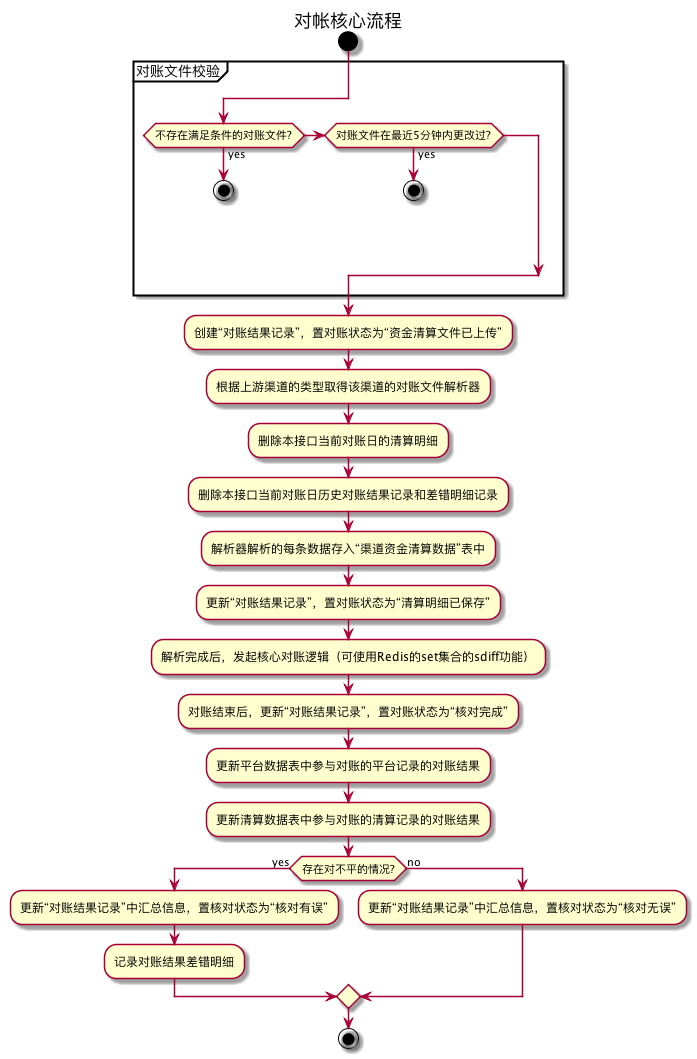 对帐核心流程
对账文件校验
不存在满足条件的对账文件?
对账文件在最近5分钟内更改过?
yes
yes
创建“对账结果记录”，置对账状态为“资金清算文件已上传”
根据上游渠道的类型取得该渠道的对账文件解析器
删除本接口当前对账日的清算明细
删除本接口当前对账日历史对账结果记录和差错明细记录
解析器解析的每条数据存入“渠道资金清算数据”表中
更新“对账结果记录”，置对账状态为“清算明细已保存”
解析完成后，发起核心对账逻辑（可使用Redis的set集合的sdiff功能）
对账结束后，更新“对账结果记录”，置对账状态为“核对完成”
更新平台数据表中参与对账的平台记录的对账结果
更新清算数据表中参与对账的清算记录的对账结果
yes
存在对不平的情况?
no
更新“对账结果记录”中汇总信息，置核对状态为“核对有误”
更新“对账结果记录”中汇总信息，置核对状态为“核对无误”
记录对账结果差错明细